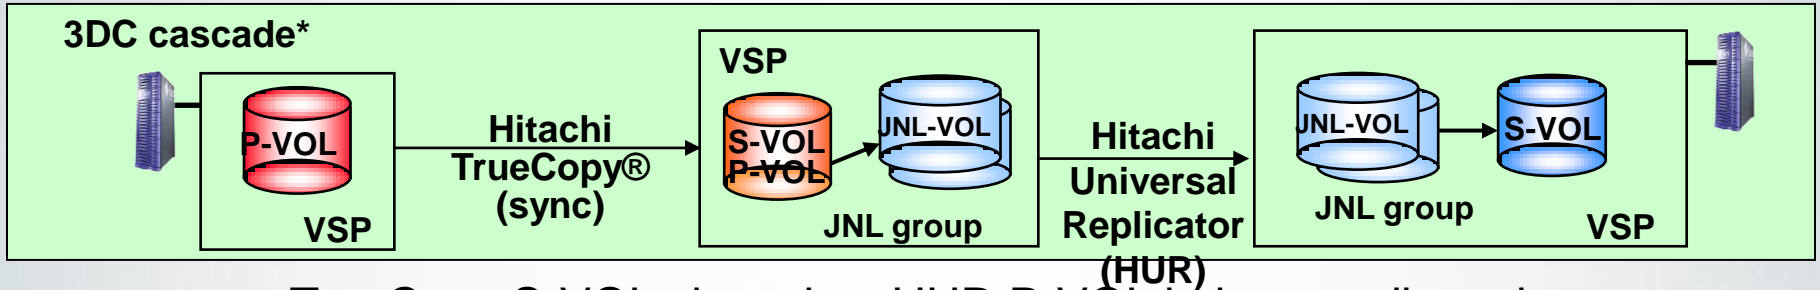 3DC cascade*
P-VOL
VSP
Hitachi
TrueCopy®
(sync)
VSP
S-VOL
P-VOL
JNL-VOL
JNL group
Hitachi
Universal
Replicator
(HUR)
JNL-VOL
S-VOL
JNL group
VSP